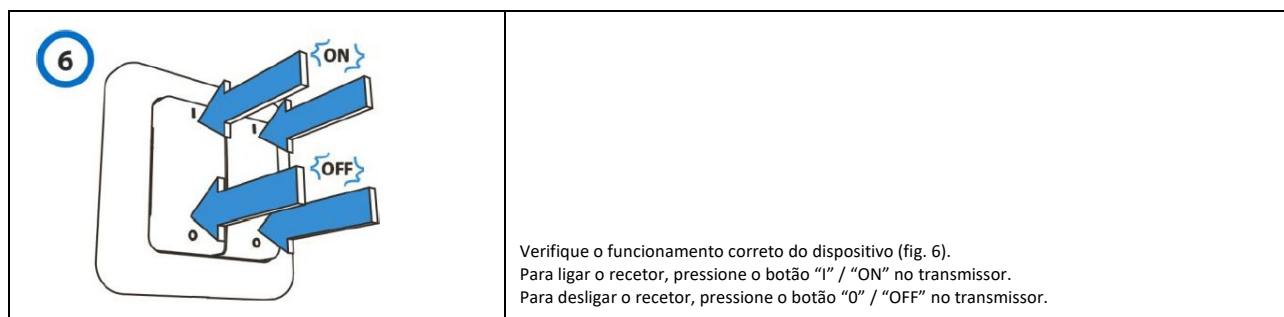 6
ON
I
I
OFF
0
0
Verifique o funcionamento correto do dispositivo (fig. 6).
Para ligar o recetor, pressione o botão “I” / “ON” no transmissor.
Para desligar o recetor, pressione o botão “0” / “OFF” no transmissor.